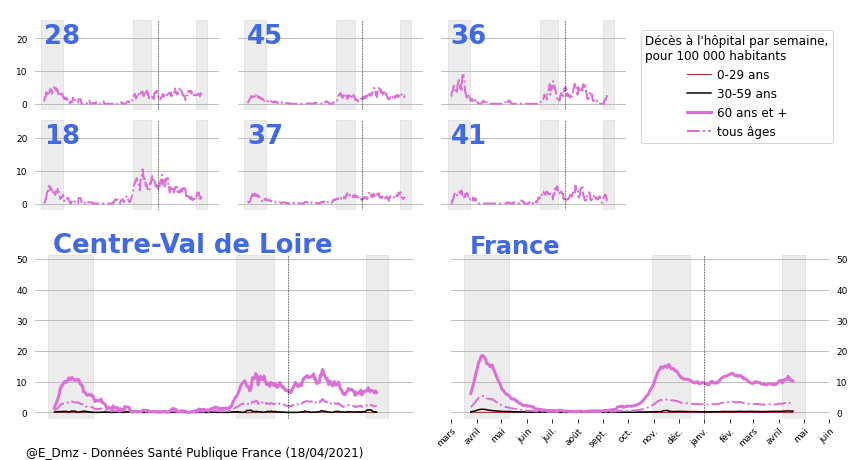 28
45
36
20
10
0
Décès à l'hôpital par semaine,
pour 100 000 habitants
0-29 ans
30-59 ans
60 ans et +
tous âges
18
37
41
20
10
0
Centre-Val de Loire
France
50
40
30
20
10
0
50
40
30
20
10
0
mars
avril
mai
juin
juil.
août
sept.
oct.
nov.
déc.
janv.
fév.
mars
avril
mai
juin
@E_Dmz - Données Santé Publique France (18/04/2021)